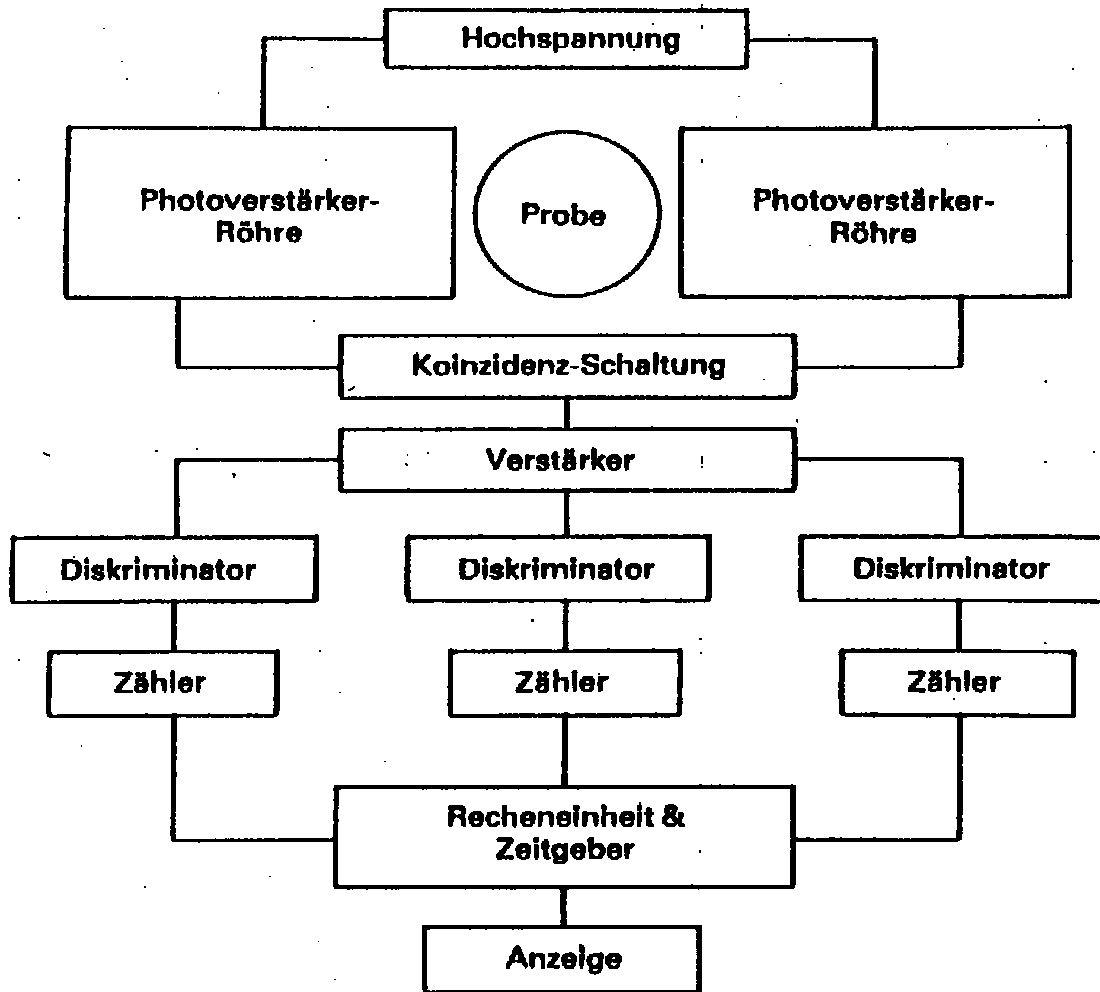 Hochspannung
Photoverstärker-
Röhre
Probe
Photoverstärker-
Röhre
Koinzidenz-Schaltung
Verstärker
Diskriminator
Diskriminator
Diskriminator
Zähler
Zähler
Zähler
Recheneinheit &
Zeitgeber
Anzeige